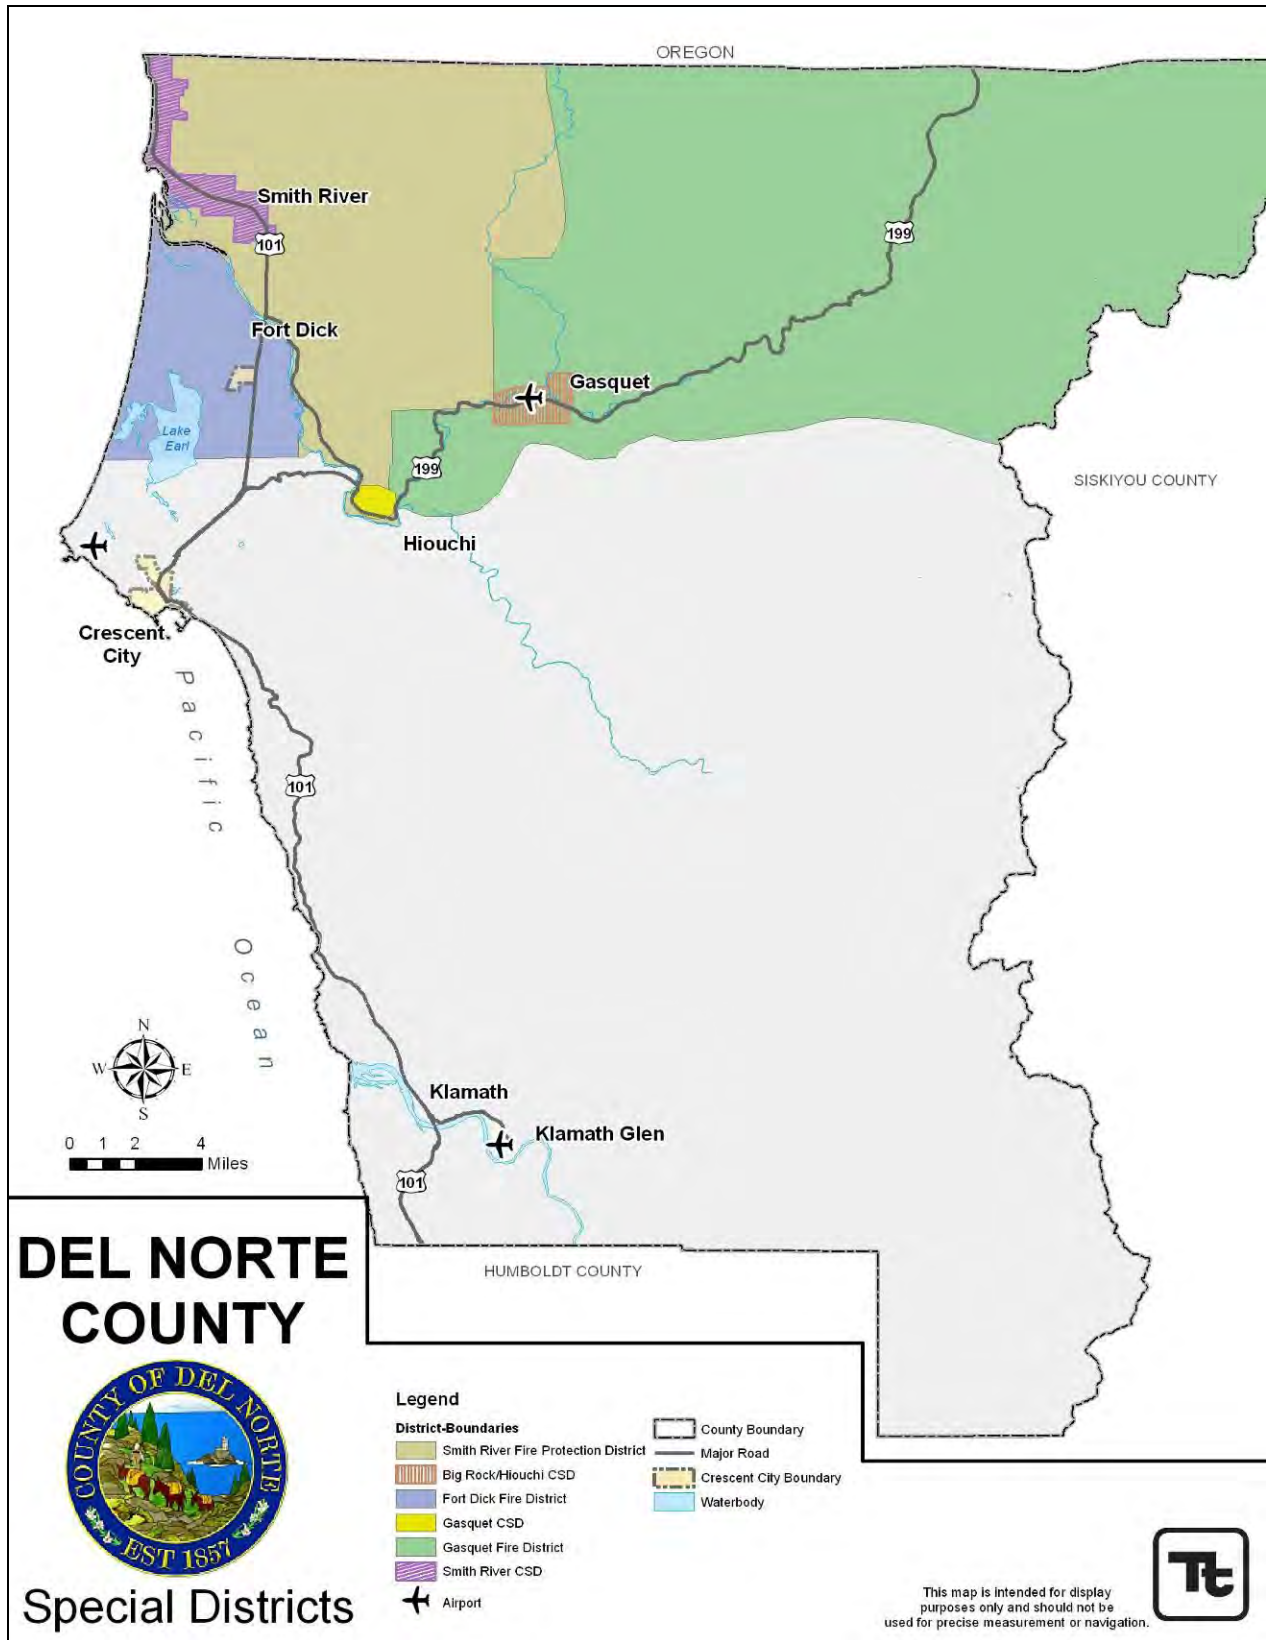 OREGON
Smith River
101
199
Fort Dick
Gasquet
Lake
Earl
199
SISKIYOU COUNTY
Hiouchi
Crescent
City
Pacific
Ocean
101
N
W E
S
Klamath
Klamath Glen
0 1 2 4
Miles
101
HUMBOLDT COUNTY
DEL NORTE
COUNTY
COUNTY OF DEL NORTE
EST 1857
Special Districts
Legend
District-Boundaries
Smith River Fire Protection District
Big Rock/Hiouchi CSD
Fort Dick Fire District
Gasquet CSD
Gasquet Fire District
Smith River CSD
Airport
County Boundary
Major Road
Crescent City Boundary
Waterbody
Tt
This map is intended for display
purposes only and should not be
used for precise measurement or navigation.